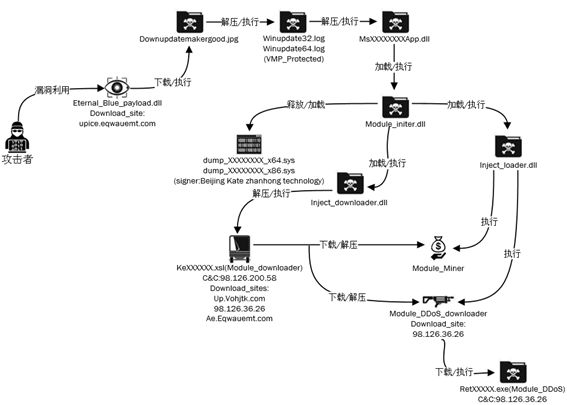 解压/执行
解压/执行
Downupdatemakergood.jpg
Winupdate32.log
Winupdate64.log
(VMP_Protected)
MsXXXXXXXXApp.dll
漏洞利用
下载/执行
加载/执行
Eternal_Blue_payload.dll
Download_site:
upice.eqwauemt.com
释放/加载
加载/执行
Module_initer.dll
攻击者
dump_XXXXXXXX_x64.sys
dump_XXXXXXXX_x86.sys
(signer:Beijing Kate zhanhong technology)
加载/执行
Inject_loader.dll
解压/执行
Inject_downloader.dll
执行
执行
下载/解压
KeXXXXXX.xsl(Module_downloader)
C&C:98.126.200.58
Download_sites:
Up.Vohjtk.com
98.126.36.26
Ae.Eqwauemt.com
Module_Miner
下载/解压
Module_DDoS_downloader
Download_site:
98.126.36.26
下载/执行
RetXXXXX.exe(Module_DDoS)
C&C:98.126.36.26